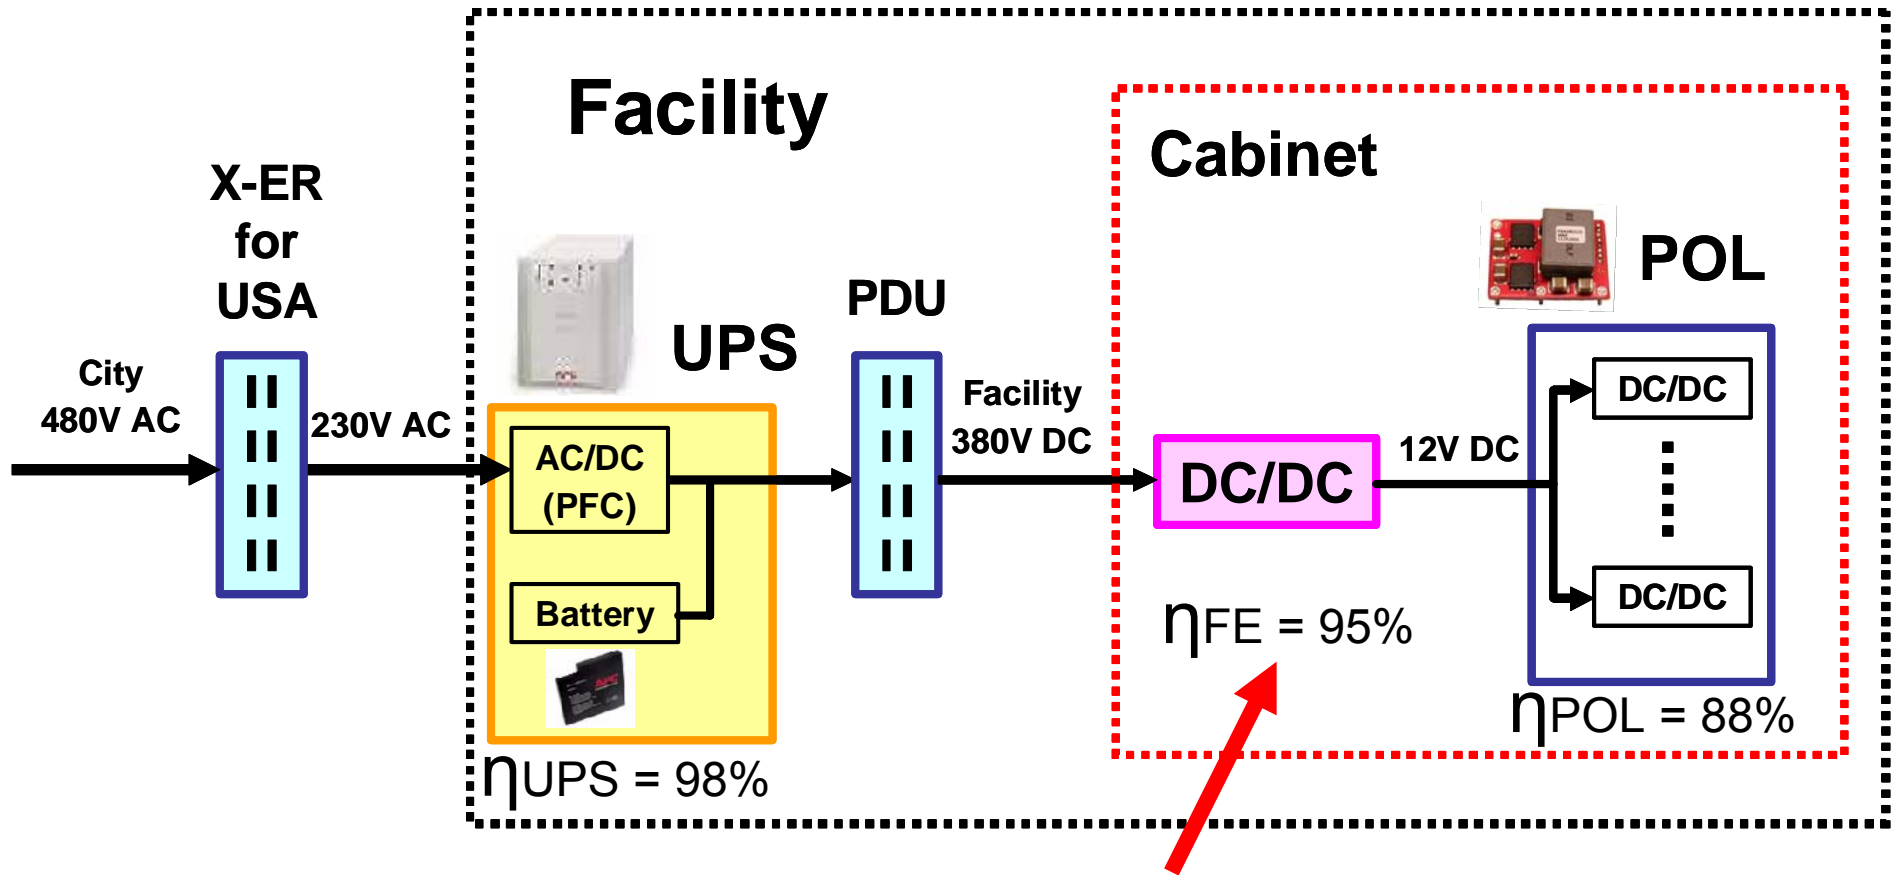 Facility
Cabinet
X-ER
for
USA
POL
PDU
UPS
City
480V AC
230V AC
Facility
380V DC
12V DC
AC/DC
(PFC)
Battery
DC/DC
DC/DC
DC/DC
ηFE = 95%
ηPOL = 88%
ηUPS = 98%
APC